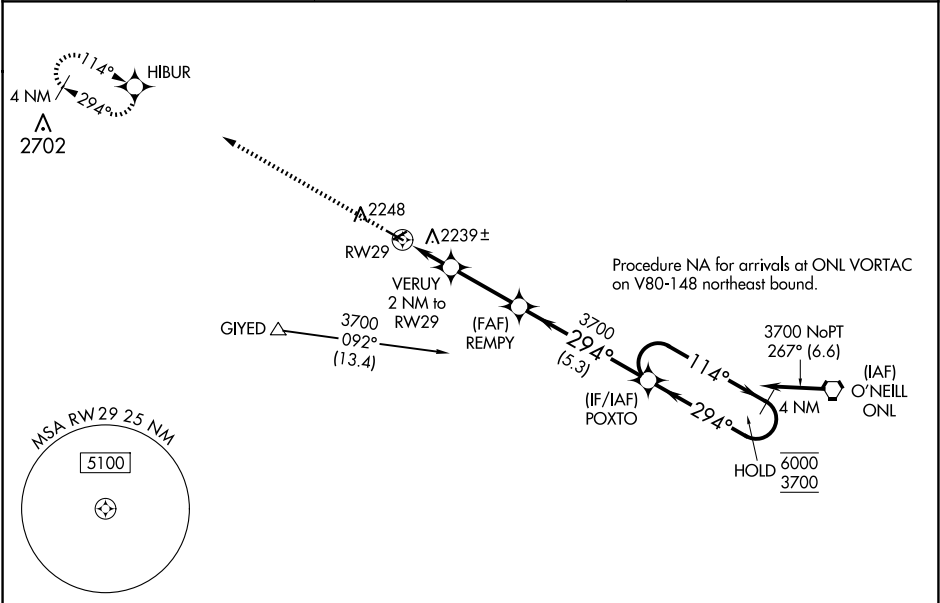 HIBUR
114°
294°
4 NM
2702
2248
2239±
RW29
VERUY
2 NM to
RW29
(FAF)
REMPY
Procedure NA for arrivals at ONL VORTAC
on V80-148 northeast bound.
GIYED
3700
092°
(13.4)
3700
294°
(5.3)
3700 NoPT
267° (6.6)
(IAF)
O'NEILL
ONL
114°
4 NM
294°
(IF/IAF)
POXTO
HOLD
6000
3700
MSA RW29 25 NM
5100